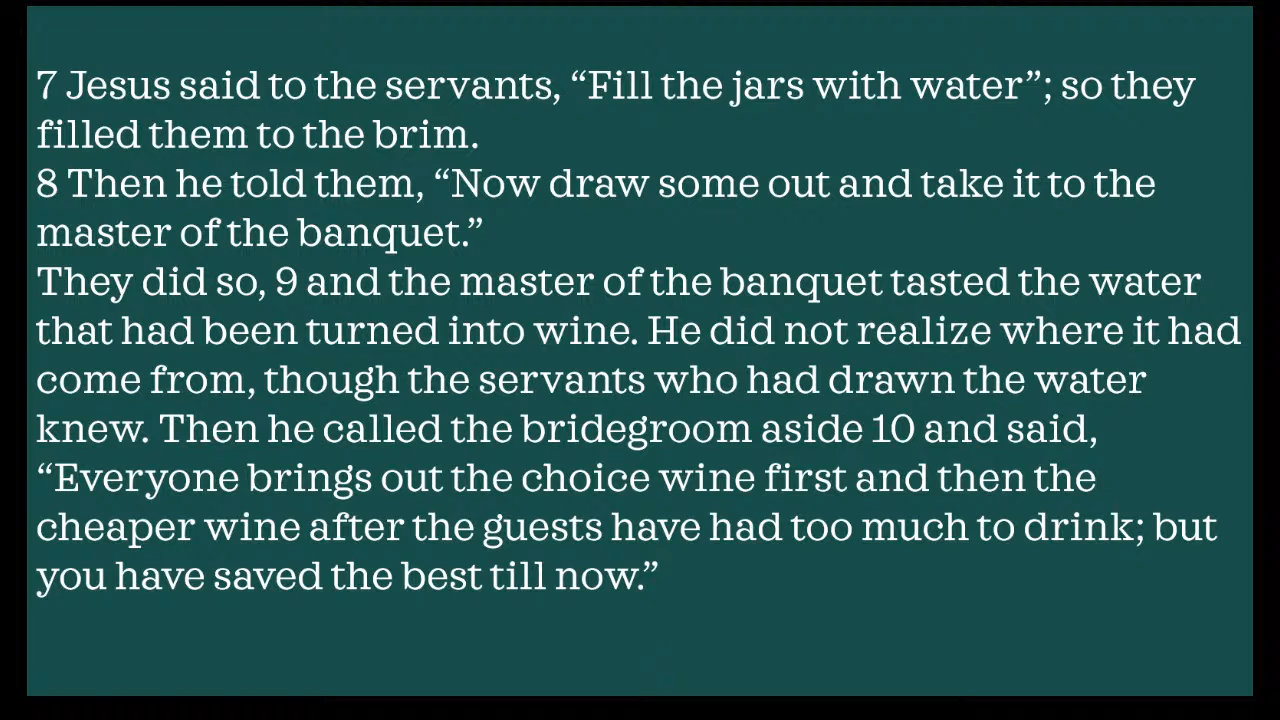 7 Jesus said to the servants, “Fill the jars with water”; so they
filled them to the brim.
8 Then he told them, “Now draw some out and take it to the
master of the banquet.”
They did so, 9 and the master of the banquet tasted the water
that had been turned into wine. He did not realize where it had
come from, though the servants who had drawn the water
knew. Then he called the bridegroom aside 10 and said,
“Everyone brings out the choice wine first and then the
cheaper wine after the guests have had too much to drink; but
you have saved the best till now.”